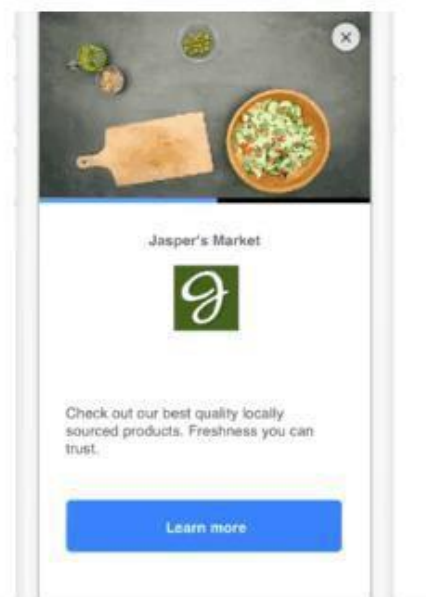 Jasper's Market
J
Check out our best quality locally
sourced products. Freshness you can
trust.
Learn more